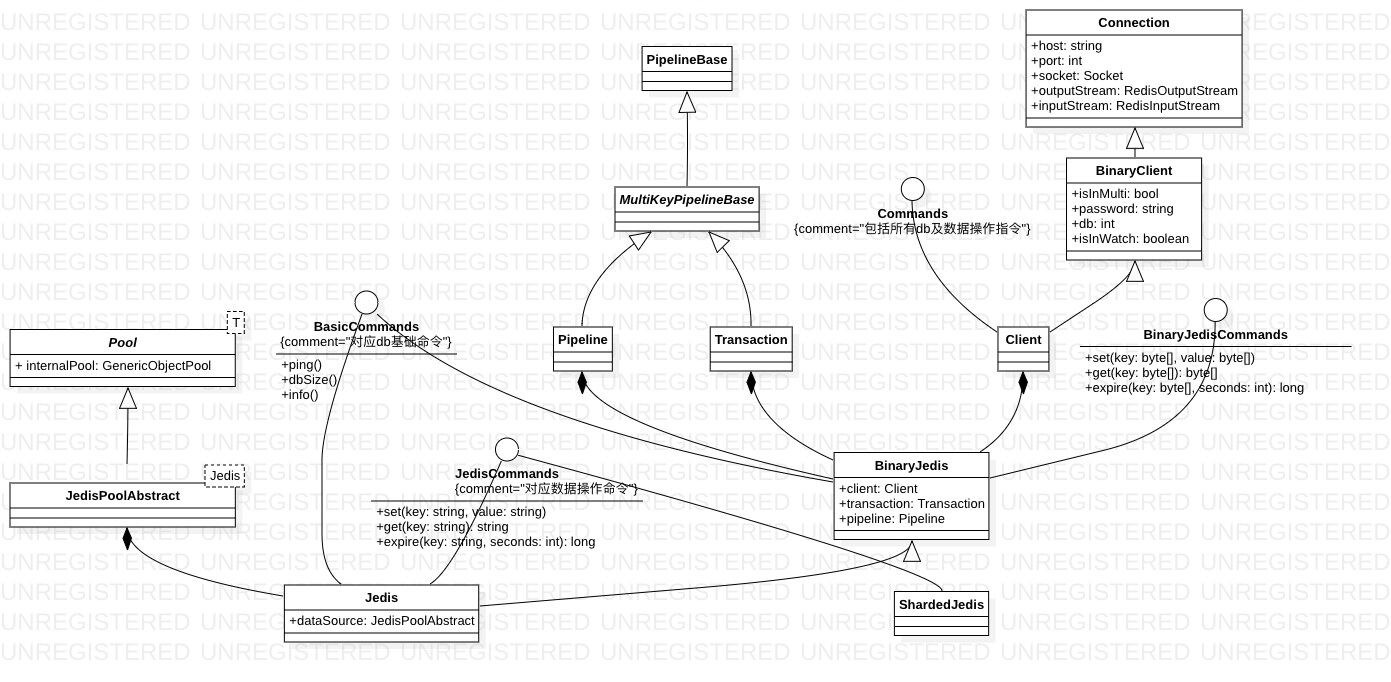 Connection
+host: string
+port: int
+socket: Socket
+outputStream: RedisOutputStream
+inputStream: RedisInputStream
PipelineBase
BinaryClient
+isInMulti: bool
+password: string
+db: int
+isInWatch: boolean
MultiKeyPipelineBase
Commands
{comment="包括所有db及数据操作指令"}
T
Pool
+ internalPool: GenericObjectPool
BasicCommands
{comment="对应db基础命令"}
+ping()
+dbSize()
+info()
Pipeline
Transaction
Client
BinaryJedisCommands
+set(key: byte[], value: byte[])
+get(key: byte[]): byte[]
+expire(key: byte[], seconds: int): long
Jedis
JedisPoolAbstract
JedisCommands
{comment="对应数据操作命令"}
+set(key: string, value: string)
+get(key: string): string
+expire(key: string, seconds: int): long
BinaryJedis
+client: Client
+transaction: Transaction
+pipeline: Pipeline
Jedis
+dataSource: JedisPoolAbstract
ShardedJedis
UNREGISTERED UNREGISTERED UNREGISTERED UNREGISTERED UNREGISTERED UNREGISTERED UNREGISTERED